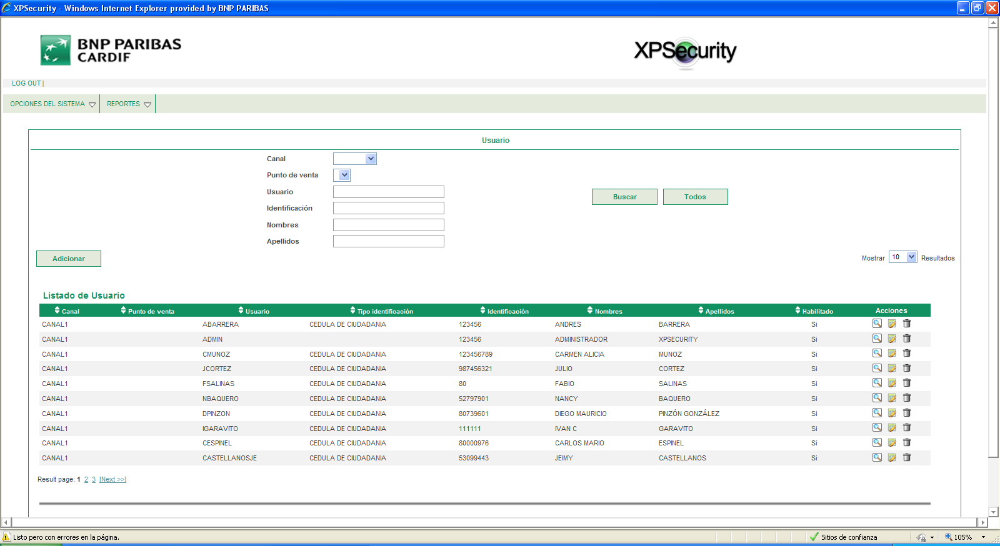 XPSecurity - Windows Internet Explorer provided by BNP PARIBAS
BNP PARIBAS
CARDIF
XPSecurity
LOG OUT |
OPCIONES DEL SISTEMA REPORTES
Usuario
Canal
Punto de venta
Usuario
Identificación
Nombres
Apellidos
Buscar Todos
Adicionar
Mostrar 10 Resultados
Listado de Usuario
Canal Punto de venta Usuario Tipo identificación Identificación Nombres Apellidos Habilitado Acciones
CANAL1 ABARRERA CEDULA DE CIUDADANIA 123456 ANDRES BARRERA Si
CANAL1 ADMIN 123456 ADMINISTRADOR XPSECURITY Si
CANAL1 CMUNOZ CEDULA DE CIUDADANIA 123456789 CARMEN ALICIA MUNOZ Si
CANAL1 JCORTEZ CEDULA DE CIUDADANIA 987456321 JULIO CORTEZ Si
CANAL1 FSALINAS CEDULA DE CIUDADANIA 80 FABIO SALINAS Si
CANAL1 NBAQUERO CEDULA DE CIUDADANIA 52797901 NANCY BAQUERO Si
CANAL1 DPINZON CEDULA DE CIUDADANIA 80739601 DIEGO MAURICIO PINZÓN GONZÁLEZ Si
CANAL1 IGARAVITO CEDULA DE CIUDADANIA 111111 IVAN C GARAVITO Si
CANAL1 CESPINEL CEDULA DE CIUDADANIA 80000976 CARLOS MARIO ESPINEL Si
CANAL1 CASTELLANOSJE CEDULA DE CIUDADANIA 53099443 JEIMY CASTELLANOS Si
Result page: 1 2 3 [Next >>]
Listo pero con errores en la página. Sitios de confianza 105%